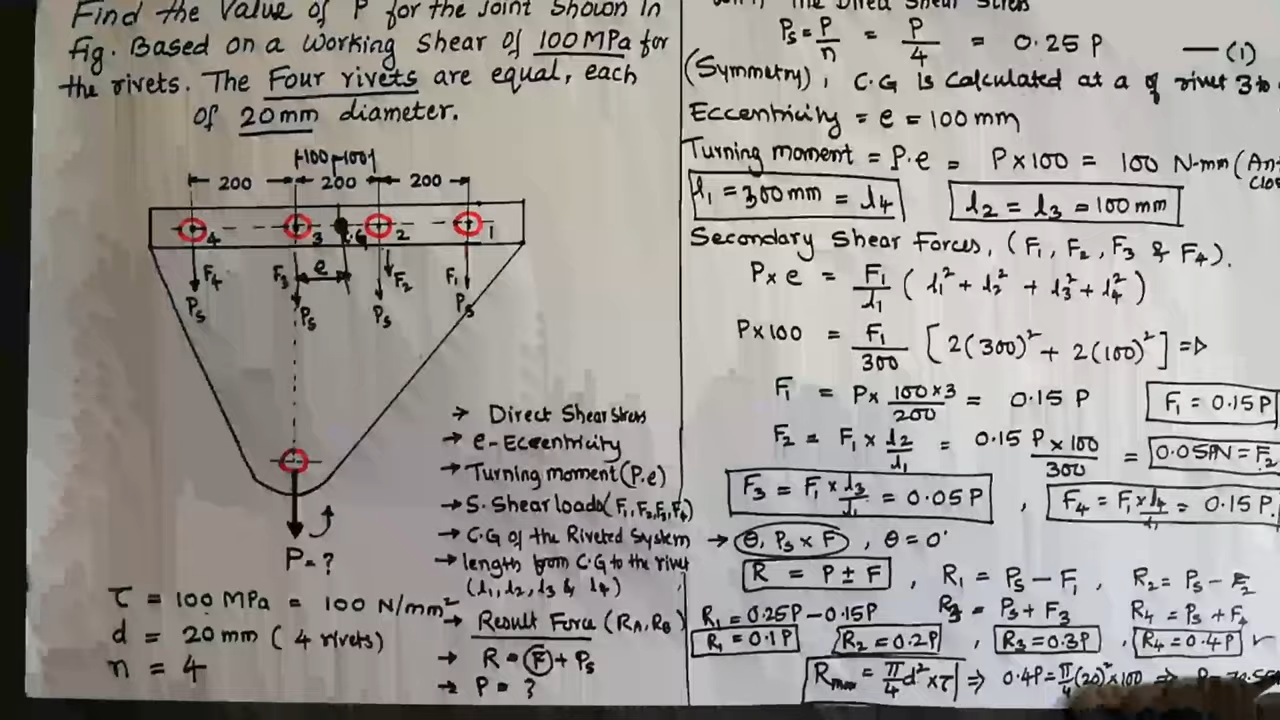 Find the Value of P for the Joint Shown in
Fig. Based on a Working Shear of 100 MPa for
the rivets. The Four rivets are equal, each
of 20mm diameter.
100 100
200 200 200
4 3 G 2 1
F4 F3 e F2 F1
Ps Ps Ps Ps
P = ?
τ = 100 MPa = 100 N/mm²
d = 20 mm ( 4 rivets)
n = 4
→ Direct Shear Stress
→ e - Eccentricity
→ Turning moment (P.e)
→ S. Shear loads (F1, F2, F3, F4)
→ C.G of the Riveted System
→ length from C.G to the rivet
(l1, l2, l3 & l4)
→ Result Force (RA, RB)
→ R = F + Ps
→ P = ?
The Direct Shear Stress
Ps = P/n = P/4 = 0.25 P — (1)
(Symmetry), C.G is Calculated at a of rivet 3 to
Eccentricity = e = 100 mm
Turning moment = P.e = P x 100 = 100 N-mm (An
l1 = 300 mm = l4 l2 = l3 = 100 mm
Secondary Shear Forces, (F1, F2, F3 & F4).
P x e = F1/l1 ( l1² + l2² + l3² + l4² )
P x 100 = F1/300 [ 2(300)² + 2(100)² ] ⇒
F1 = P x 100 x 3/200 = 0.15 P F1 = 0.15 P
F2 = F1 x l2/l1 = 0.15 P x 100/300 = 0.05PN = F2
F3 = F1 x l3/l1 = 0.05 P , F4 = F1 x l4/l1 = 0.15 P
→ θ, Ps x F , θ = 0°
R = P ± F , R1 = Ps - F1 , R2 = Ps - F2
R3 = Ps + F3 R4 = Ps + F4
R1 = 0.25P - 0.15P
R1 = 0.1P R2 = 0.2P , R3 = 0.3P , R4 = 0.4P
Rmax = π/4 d² x τ ⇒ 0.4P = π/4 (20)² x 100 ⇒